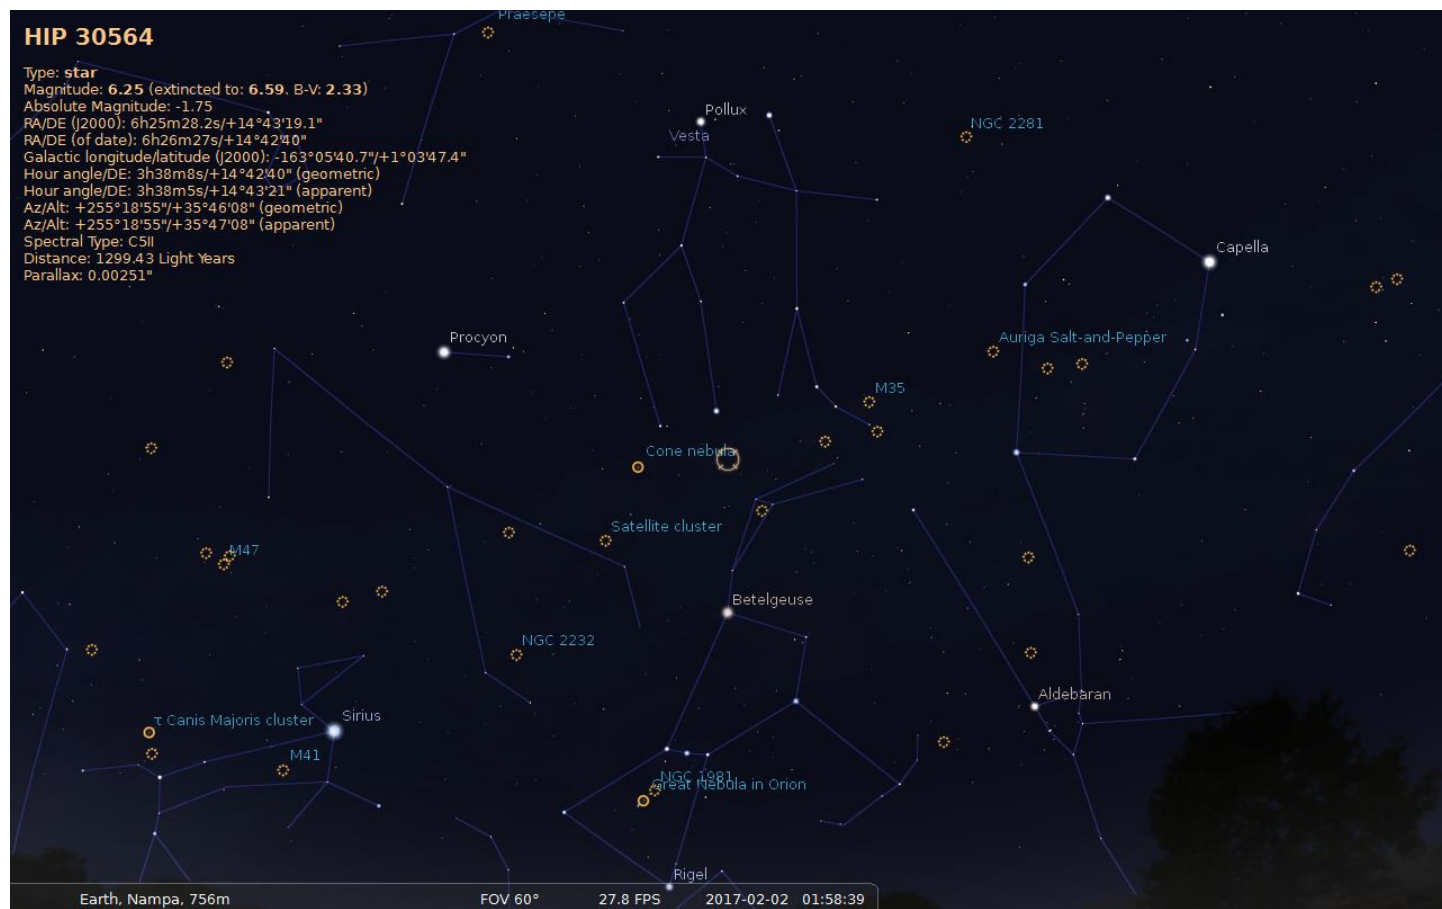 Praesepe
HIP 30564
Type: star
Magnitude: 6.25 (extincted to: 6.59. B-V: 2.33)
Absolute Magnitude: -1.75
RA/DE (J2000): 6h25m28.2s/+14°43'19.1"
RA/DE (of date): 6h26m27s/+14°42'40"
Galactic longitude/latitude (J2000): -163°05'40.7"/+1°03'47.4"
Hour angle/DE: 3h38m8s/+14°42'40" (geometric)
Hour angle/DE: 3h38m5s/+14°43'21" (apparent)
Az/Alt: +255°18'55"/+35°46'08" (geometric)
Az/Alt: +255°18'55"/+35°47'08" (apparent)
Spectral Type: C5II
Distance: 1299.43 Light Years
Parallax: 0.00251"
Pollux
Vesta
NGC 2281
Capella
Procyon
Auriga Salt-and-Pepper
M35
Cone nebula
Satellite cluster
M47
Betelgeuse
NGC 2232
Aldebaran
τ Canis Majoris cluster
Sirius
M41
NGC 1981
Great Nebula in Orion
Rigel
Earth, Nampa, 756m FOV 60° 27.8 FPS 2017-02-02 01:58:39